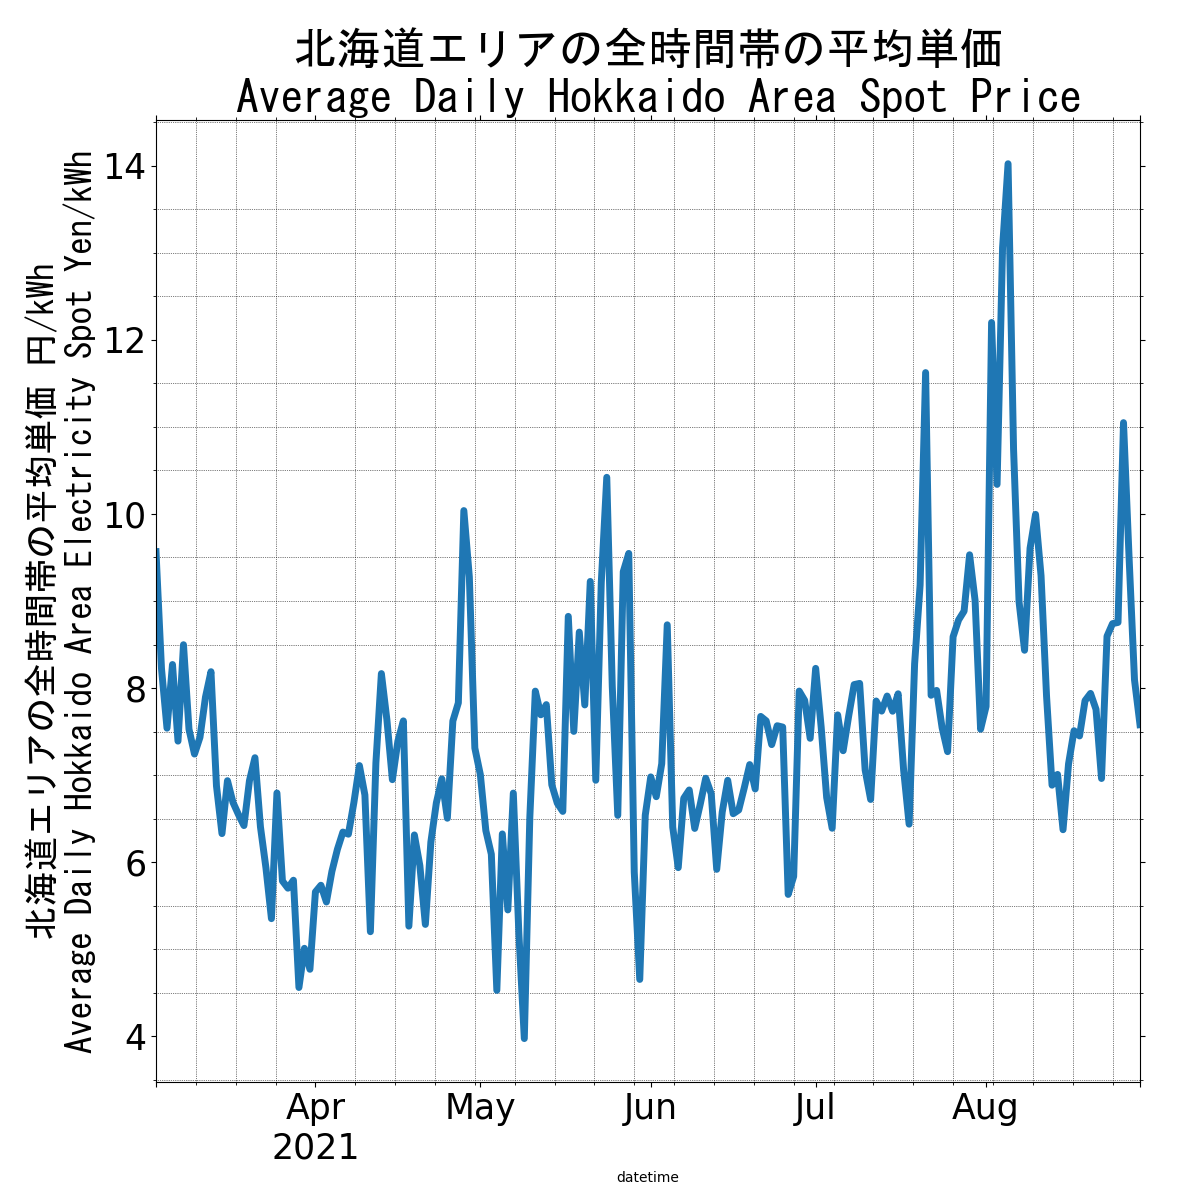 北海道エリアの全時間帯の平均単価
Average Daily Hokkaido Area Spot Price
北海道エリアの全時間帯の平均単価 円/kWh
Average Daily Hokkaido Area Electricity Spot Yen/kWh
14
12
10
8
6
4
Apr
2021
May
Jun
Jul
Aug
datetime